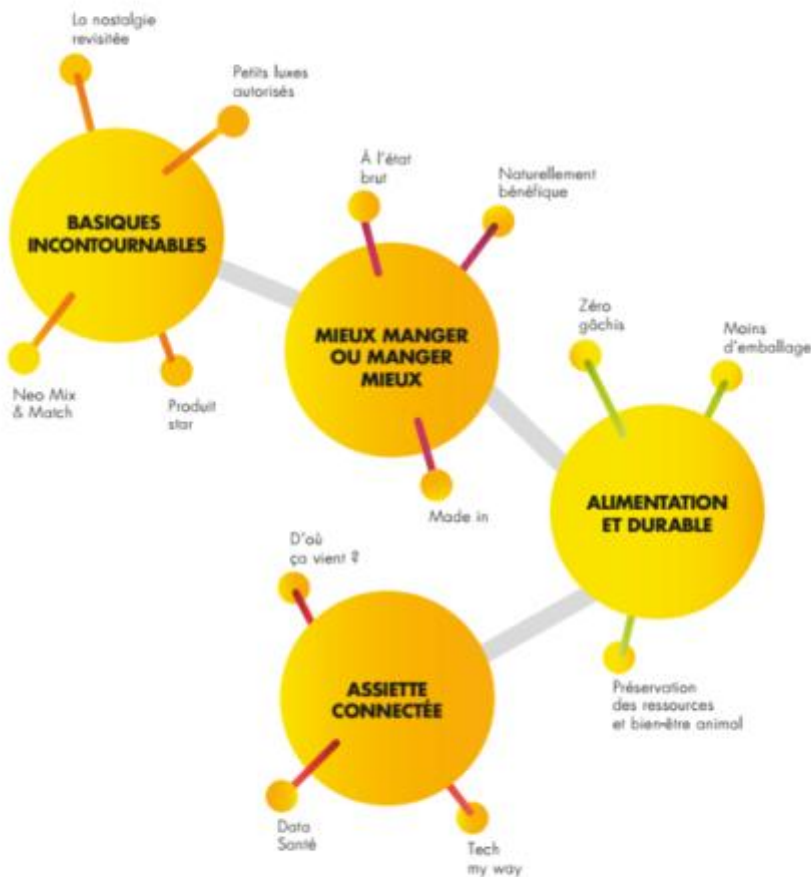 La nostalgie
revisitée
Petits luxes
autorisés
BASIQUES
INCONTOURNABLES
Neo Mix
& Match
Produit
star
À l'état
brut
Naturellement
bénéfique
MIEUX MANGER
OU MANGER
MIEUX
Made in
Zéro
gâchis
Moins
d'emballage
ALIMENTATION
ET DURABLE
Préservation
des ressources
et bien-être animal
D'où
ça vient ?
ASSIETTE
CONNECTÉE
Data
Santé
Tech
my way